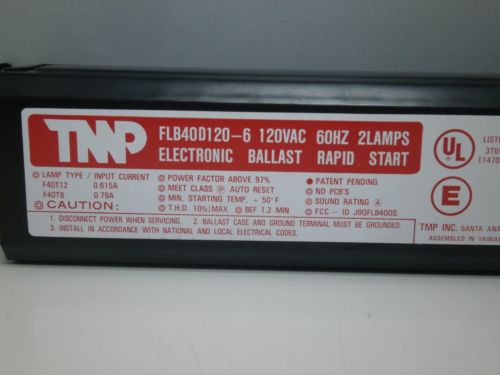 TMP
FLB40D120-6 120VAC 60HZ 2LAMPS
ELECTRONIC BALLAST RAPID START
LAMP TYPE / INPUT CURRENT
F40T12 0.615A
F40T8 0.79A
CAUTION:
POWER FACTOR ABOVE 97%
MEET CLASS P AUTO RESET
MIN. STARTING TEMP. +50°F
T.H.D. 10% MAX BEF 1.2 MIN
PATENT PENDING
NO PCB'S
SOUND RATING A
FCC-ID J9QFLB40DS
1. DISCONNECT POWER WHEN SERVICING. 2. BALLAST CASE AND GROUND TERMINAL MUST BE GROUNDED.
3. INSTALL IN ACCORDANCE WITH NATIONAL AND LOCAL ELECTRICAL CODES.
UL
LISTE
E1470
E
TMP INC. SANTA ANA
ASSEMBLED IN TAIWAN